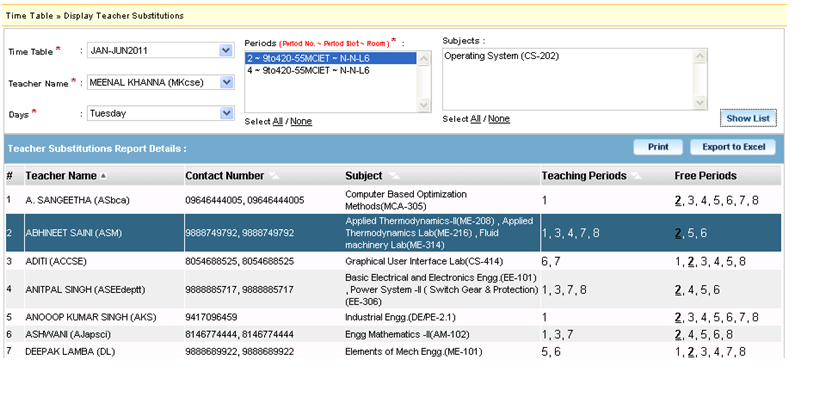 Time Table » Display Teacher Substitutions
Time Table * : JAN-JUN2011
Teacher Name * : MEENAL KHANNA (MKcse)
Days * : Tuesday
Periods (Period No. ~ Period Slot ~ Room ) * :
2 ~ 9to420-55MCIET ~ N-N-L6
4 ~ 9to420-55MCIET ~ N-N-L6
Select All / None
Subjects :
Operating System (CS-202)
Select All / None
Show List
Teacher Substitutions Report Details :
Print Export to Excel
# Teacher Name Contact Number Subject Teaching Periods Free Periods
1 A. SANGEETHA (ASbca) 09646444005, 09646444005 Computer Based Optimization
Methods(MCA-305) 1 2, 3, 4, 5, 6, 7, 8
Applied Thermodynamics-II(ME-208) , Applied
2 ABHINEET SAINI (ASM) 9888749792, 9888749792 Thermodynamics Lab(ME-216) , Fluid 1, 3, 4, 7, 8 2, 5, 6
machinery Lab(ME-314)
3 ADITI (ACCSE) 8054688525, 8054688525 Graphical User Interface Lab(CS-414) 6, 7 1, 2, 3, 4, 5, 8
Basic Electrical and Electronics Engg.(EE-101)
4 ANITPAL SINGH (ASEEdeptt) 9888885717, 9888885717 , Power System -II ( Switch Gear & Protection) 1, 3, 7, 8 2, 4, 5, 6
(EE-306)
5 ANOOOP KUMAR SINGH (AKS) 9417096459 Industrial Engg.(DE/PE-2.1) 1 2, 3, 4, 5, 6, 7, 8
6 ASHWANI (AJapsci) 8146774444, 8146774444 Engg Mathematics -II(AM-102) 1, 3, 7 2, 4, 5, 6, 8
7 DEEPAK LAMBA (DL) 9888689922, 9888689922 Elements of Mech Engg.(ME-101) 5, 6 1, 2, 3, 4, 7, 8